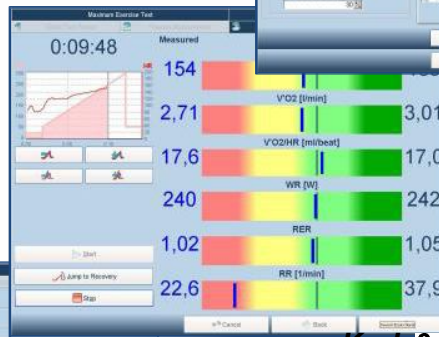 Maximum Exercise Test
0:09:48
Measured
HR
154
V'O2 [l/min]
2,71
3,01
V'O2/HR [ml/beat]
17,6
17,0
WR [W]
240
242
RER
1,02
1,05
RR [1/min]
22,6
37,9
Start
Jump to Recovery
Stop
Cancel
Back